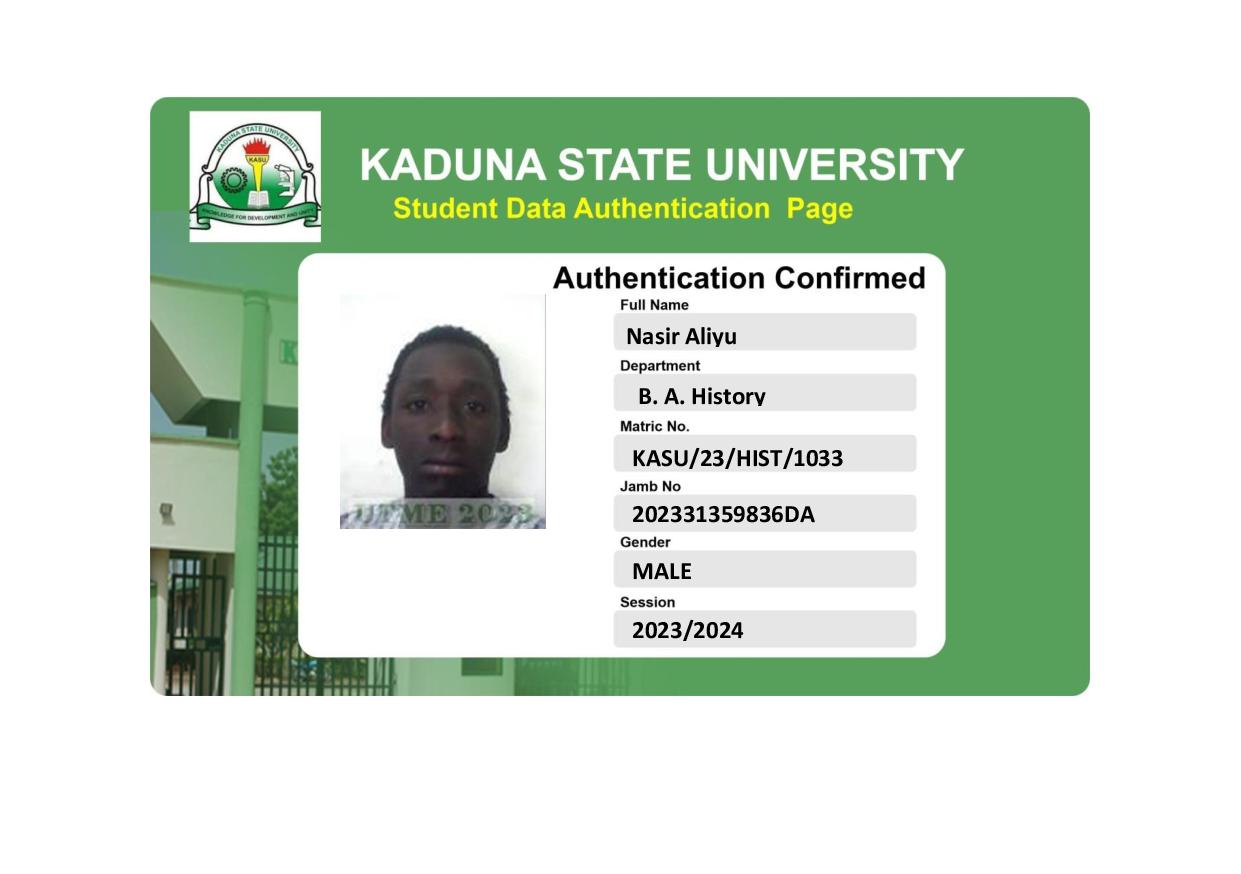 KADUNA STATE UNIVERSITY
KASU
KNOWLEDGE FOR DEVELOPMENT AND UNITY
KADUNA STATE UNIVERSITY
Student Data Authentication Page
Authentication Confirmed
Full Name
Nasir Aliyu
Department
B. A. History
Matric No.
KASU/23/HIST/1033
Jamb No
202331359836DA
Gender
MALE
Session
2023/2024
UTME 2023
K